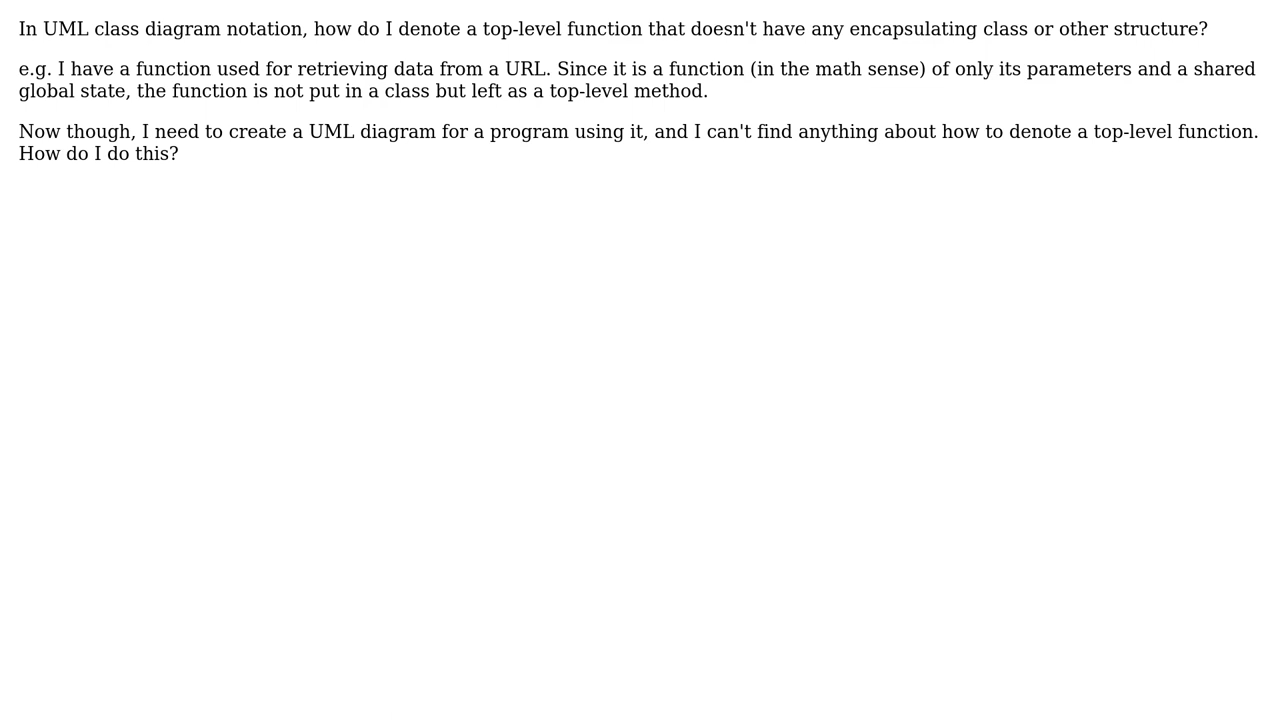 In UML class diagram notation, how do I denote a top-level function that doesn't have any encapsulating class or other structure?
e.g. I have a function used for retrieving data from a URL. Since it is a function (in the math sense) of only its parameters and a shared
global state, the function is not put in a class but left as a top-level method.
Now though, I need to create a UML diagram for a program using it, and I can't find anything about how to denote a top-level function.
How do I do this?